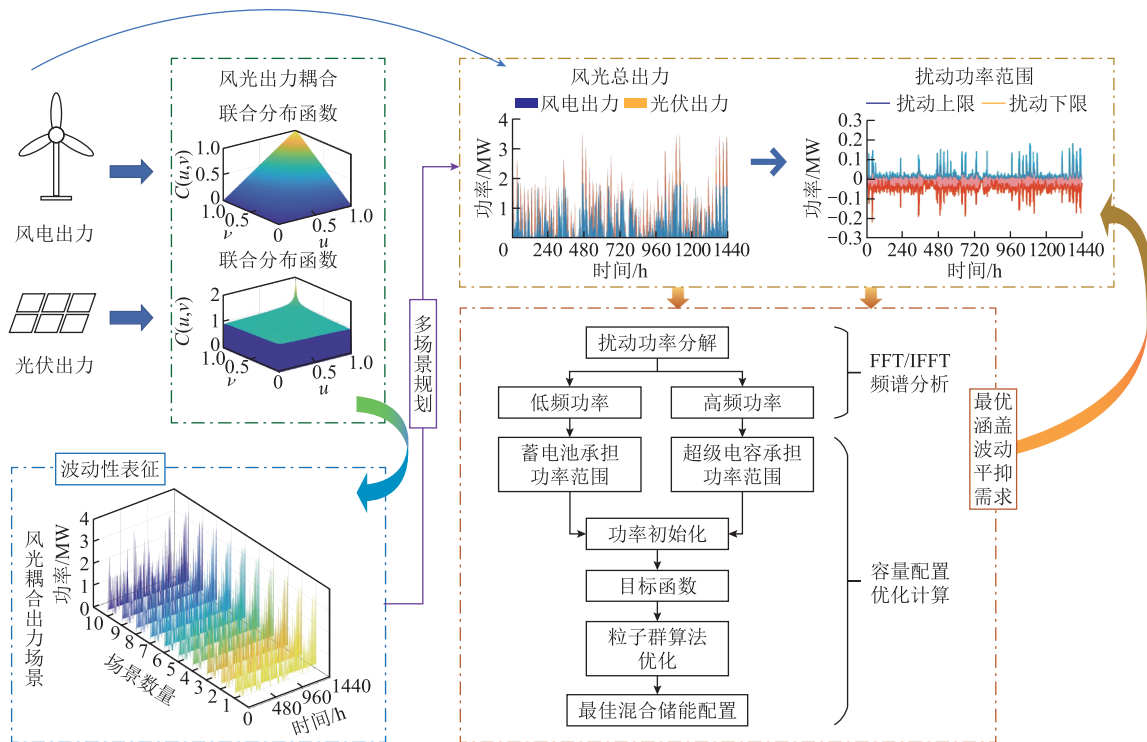 风电出力
光伏出力
风光出力耦合
联合分布函数
C(u,v)
1.0
0.5
0
1.0
0.5
v
0
0.5
u
1.0
联合分布函数
C(u,v)
2
1
0
1.0
0.5
v
0
0.5
u
1.0
多场景规划
波动性表征
风光耦合出力场景
功率/MW
4
3
2
1
0
10
9
8
7
6
5
4
3
2
1
场景数量
0
480
960
1440
时间/h
风光总出力
风电出力 光伏出力
功率/MW
4
3
2
1
0 240 480 720 960 1200 1440
时间/h
扰动功率范围
扰动上限 扰动下限
功率/MW
0.3
0.2
0.1
0
−0.1
−0.2
−0.3
0 240 480 720 960 1200 1440
时间/h
扰动功率分解
低频功率 高频功率
蓄电池承担
功率范围
超级电容承担
功率范围
功率初始化
目标函数
粒子群算法
优化
最佳混合储能配置
FFT/IFFT
频谱分析
容量配置
优化计算
最优
涵盖
波动
平抑
需求